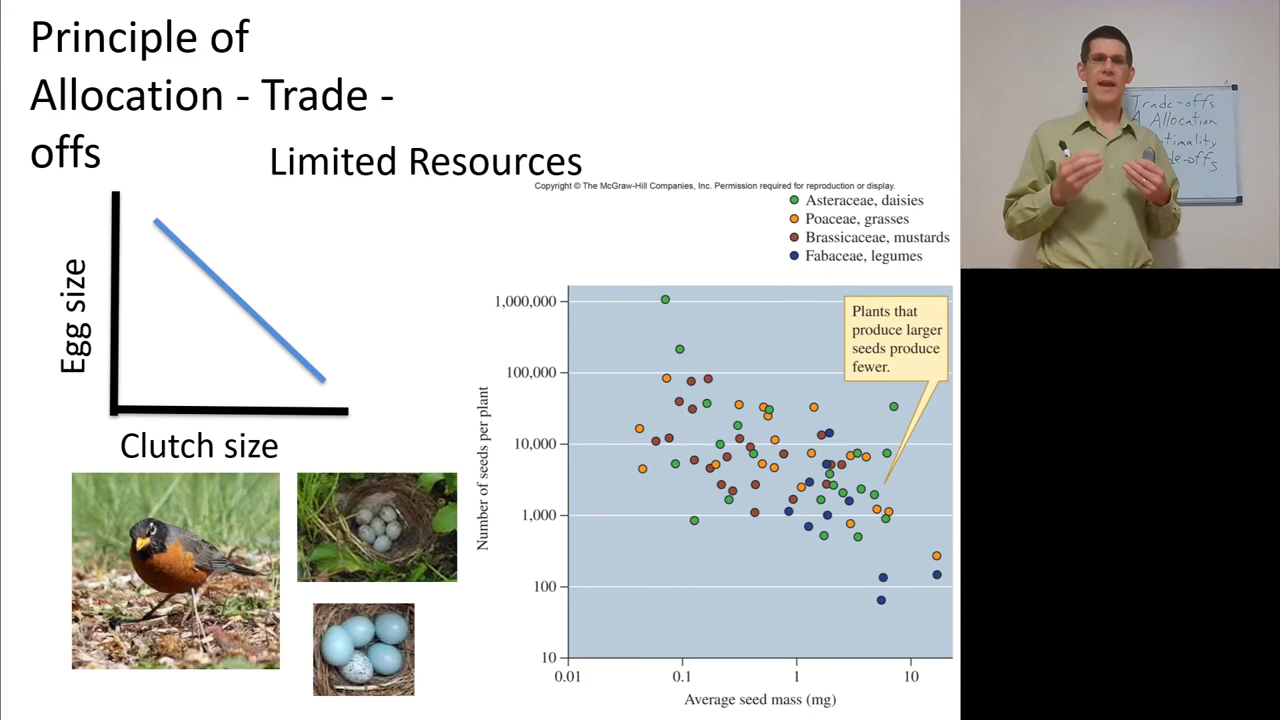 Principle of
Allocation - Trade -
offs
Limited Resources
Copyright © The McGraw-Hill Companies, Inc. Permission required for reproduction or display.
Asteraceae, daisies
Poaceae, grasses
Brassicaceae, mustards
Fabaceae, legumes
Egg size
Clutch size
Number of seeds per plant
1,000,000
100,000
10,000
1,000
100
10
Plants that
produce larger
seeds produce
fewer.
0.01
0.1
1
10
Average seed mass (mg)
Trade-offs
Allocation